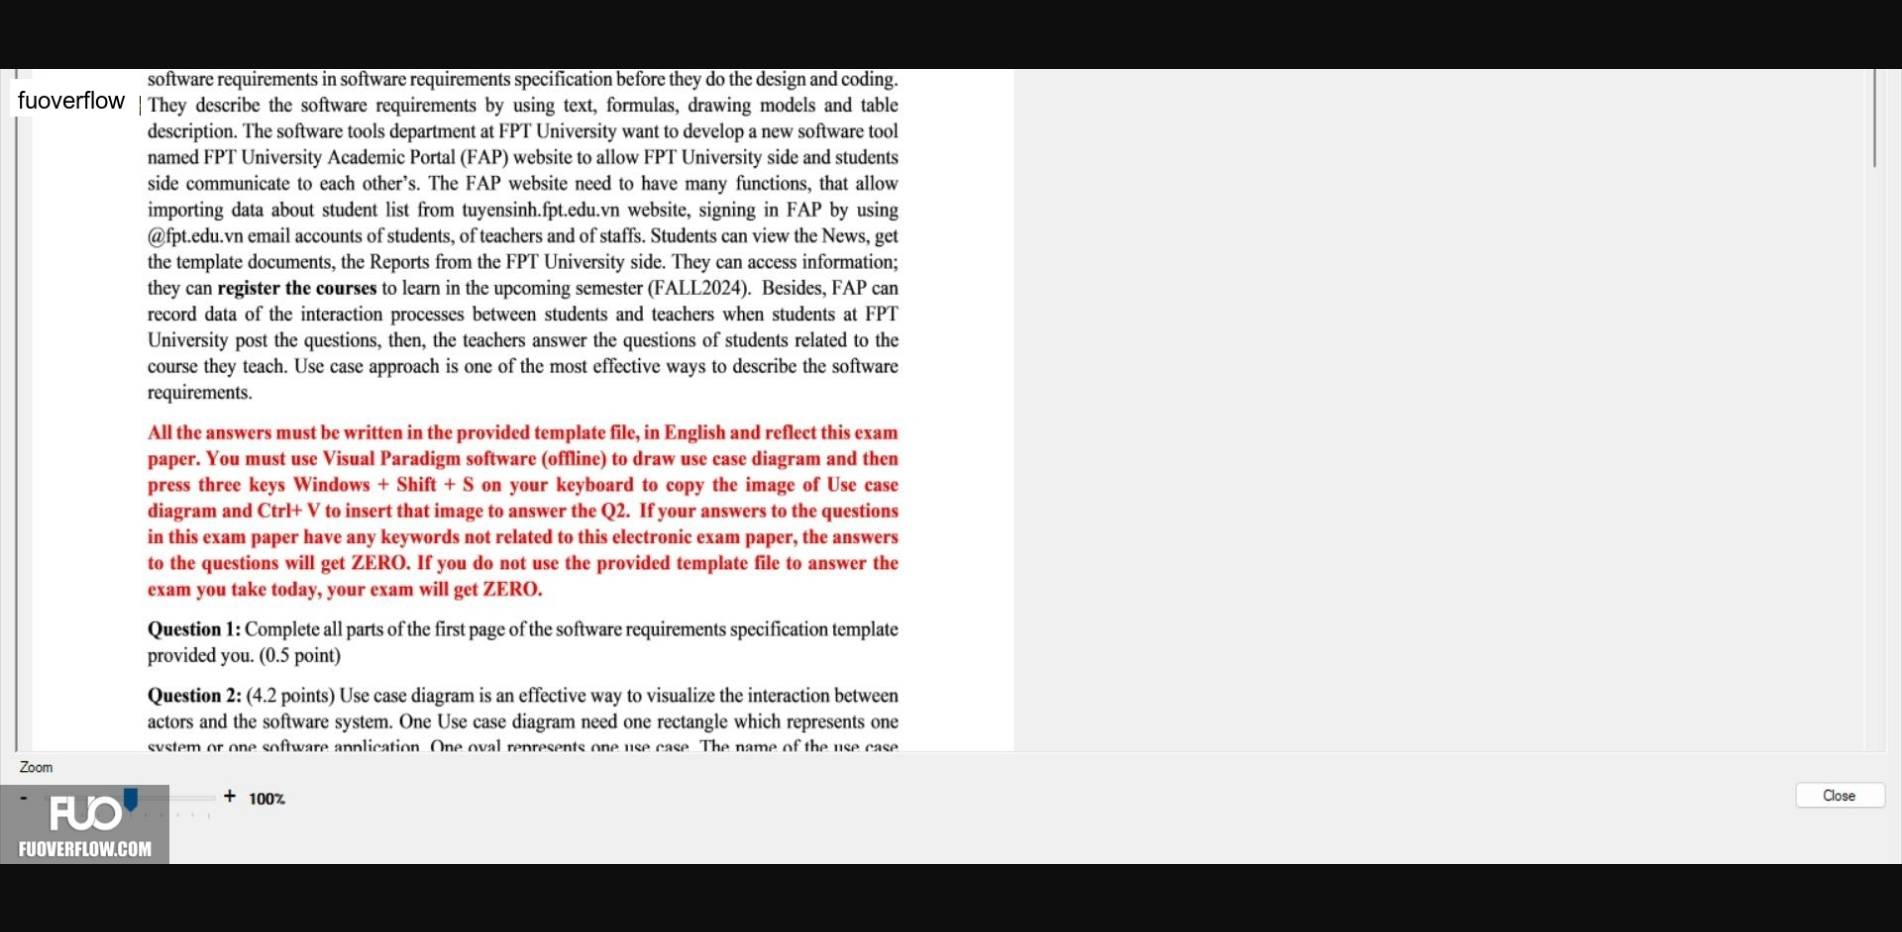 software requirements in software requirements specification before they do the design and coding.
fuoverflow
They describe the software requirements by using text, formulas, drawing models and table
description. The software tools department at FPT University want to develop a new software tool
named FPT University Academic Portal (FAP) website to allow FPT University side and students
side communicate to each other’s. The FAP website need to have many functions, that allow
importing data about student list from tuyensinh.fpt.edu.vn website, signing in FAP by using
@fpt.edu.vn email accounts of students, of teachers and of staffs. Students can view the News, get
the template documents, the Reports from the FPT University side. They can access information;
they can register the courses to learn in the upcoming semester (FALL2024). Besides, FAP can
record data of the interaction processes between students and teachers when students at FPT
University post the questions, then, the teachers answer the questions of students related to the
course they teach. Use case approach is one of the most effective ways to describe the software
requirements.
All the answers must be written in the provided template file, in English and reflect this exam
paper. You must use Visual Paradigm software (offline) to draw use case diagram and then
press three keys Windows + Shift + S on your keyboard to copy the image of Use case
diagram and Ctrl+ V to insert that image to answer the Q2. If your answers to the questions
in this exam paper have any keywords not related to this electronic exam paper, the answers
to the questions will get ZERO. If you do not use the provided template file to answer the
exam you take today, your exam will get ZERO.
Question 1: Complete all parts of the first page of the software requirements specification template
provided you. (0.5 point)
Question 2: (4.2 points) Use case diagram is an effective way to visualize the interaction between
actors and the software system. One Use case diagram need one rectangle which represents one
system or one software application. One oval represents one use case. The name of the use case
Zoom
- + 100%
Close
FUO
FUOVERFLOW.COM